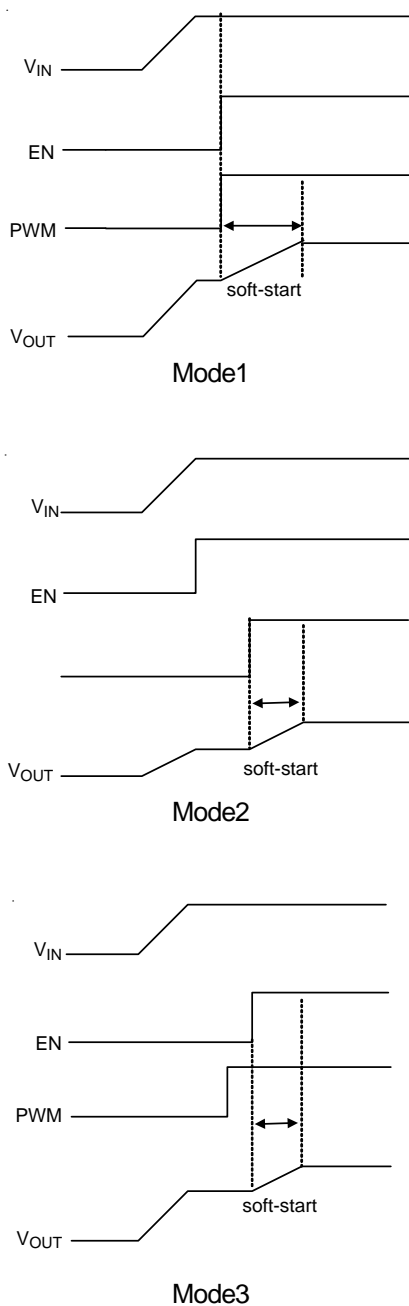 VIN
EN
PWM
soft-start
VOUT
Mode1
VIN
EN
soft-start
VOUT
Mode2
VIN
EN
PWM
soft-start
VOUT
Mode3